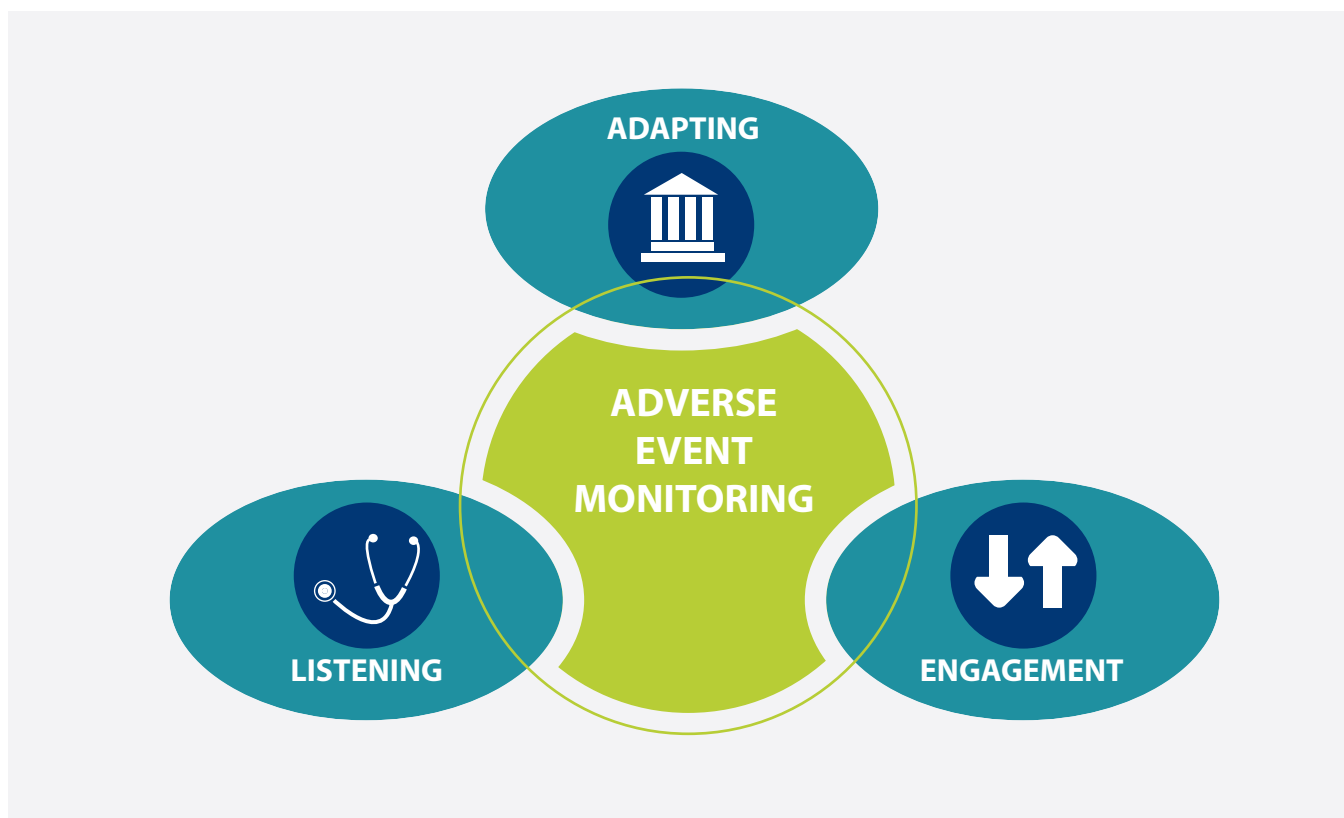 ADAPTING
ADVERSE
EVENT
MONITORING
LISTENING
ENGAGEMENT